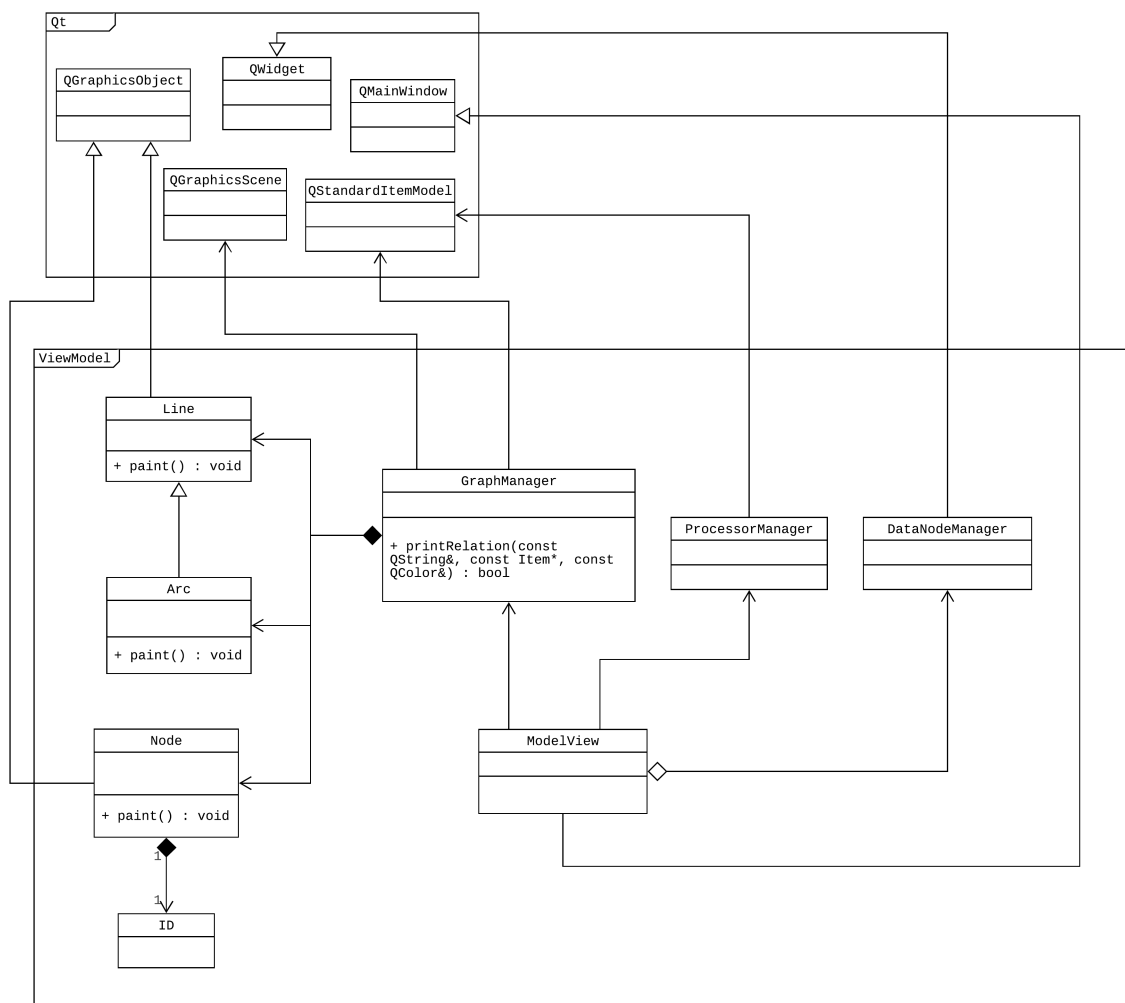 Qt
QGraphicsObject
QWidget
QMainWindow
QGraphicsScene
QStandardItemModel
ViewModel
Line
+ paint() : void
GraphManager
+ printRelation(const
QString&, const Item*, const
QColor&) : bool
ProcessorManager
DataNodeManager
Arc
+ paint() : void
Node
+ paint() : void
ModelView
1
1
ID